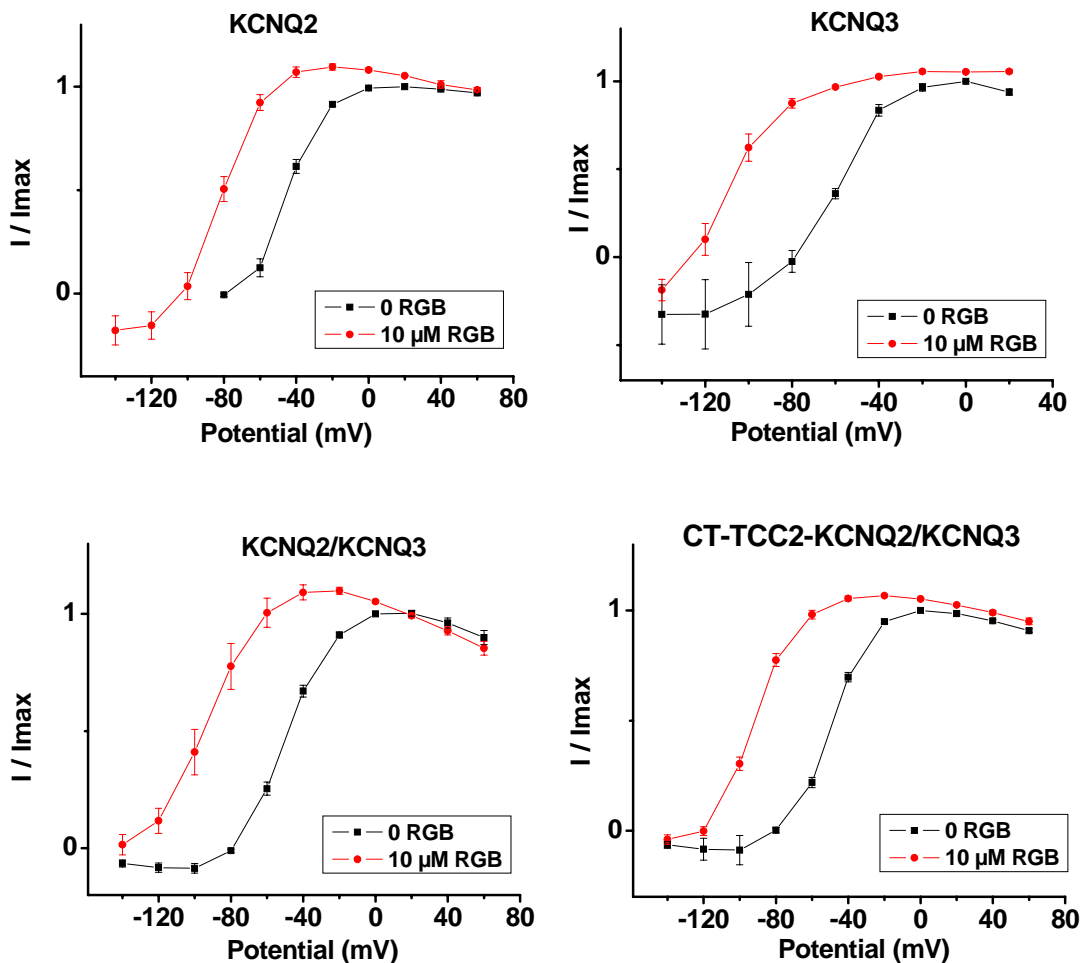 KCNQ2
I / Imax
1
0
0 RGB
10 µM RGB
-120 -80 -40 0 40 80
Potential (mV)
KCNQ3
I / Imax
1
0
0 RGB
10 µM RGB
-120 -80 -40 0 40
Potential (mV)
KCNQ2/KCNQ3
I / Imax
1
0
0 RGB
10 µM RGB
-120 -80 -40 0 40 80
Potential (mV)
CT-TCC2-KCNQ2/KCNQ3
I / Imax
1
0
0 RGB
10 µM RGB
-120 -80 -40 0 40 80
Potential (mV)